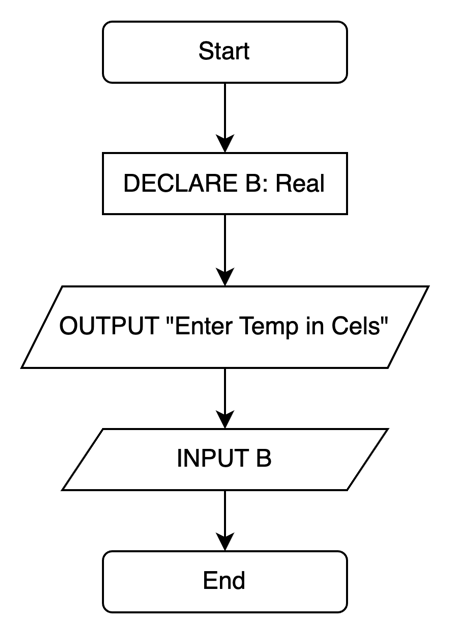 Start
DECLARE B: Real
OUTPUT "Enter Temp in Cels"
INPUT B
End